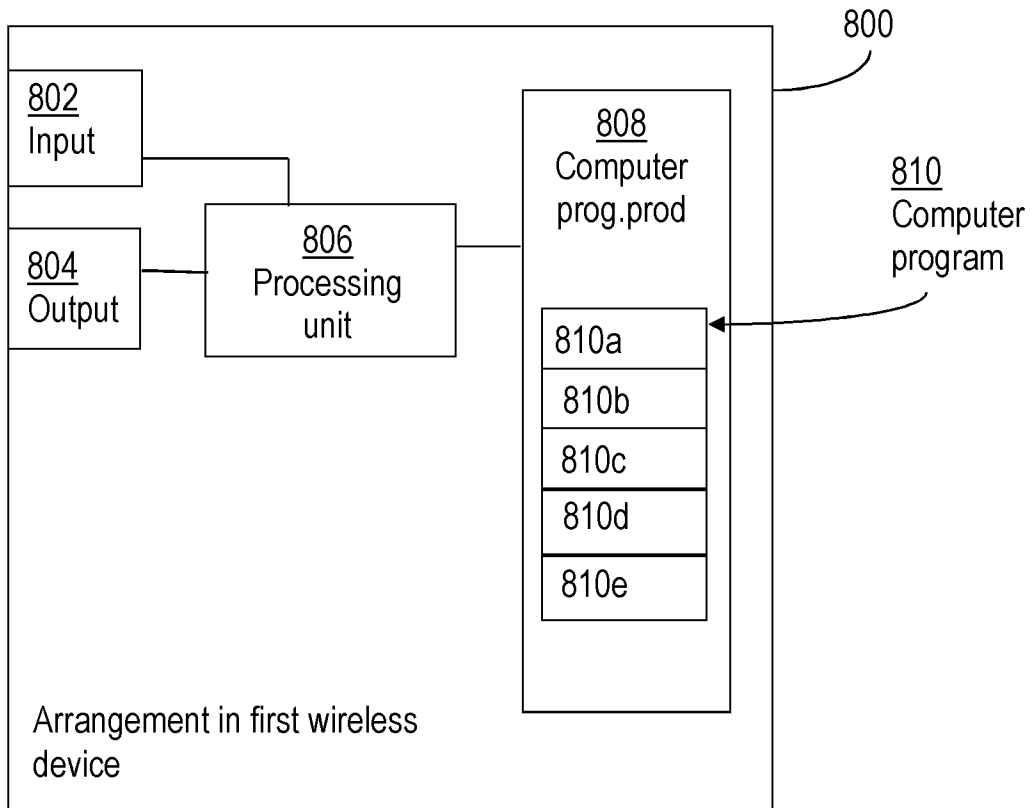 800
802
Input
804
Output
806
Processing
unit
808
Computer
prog.prod
810
Computer
program
810a
810b
810c
810d
810e
Arrangement in first wireless
device